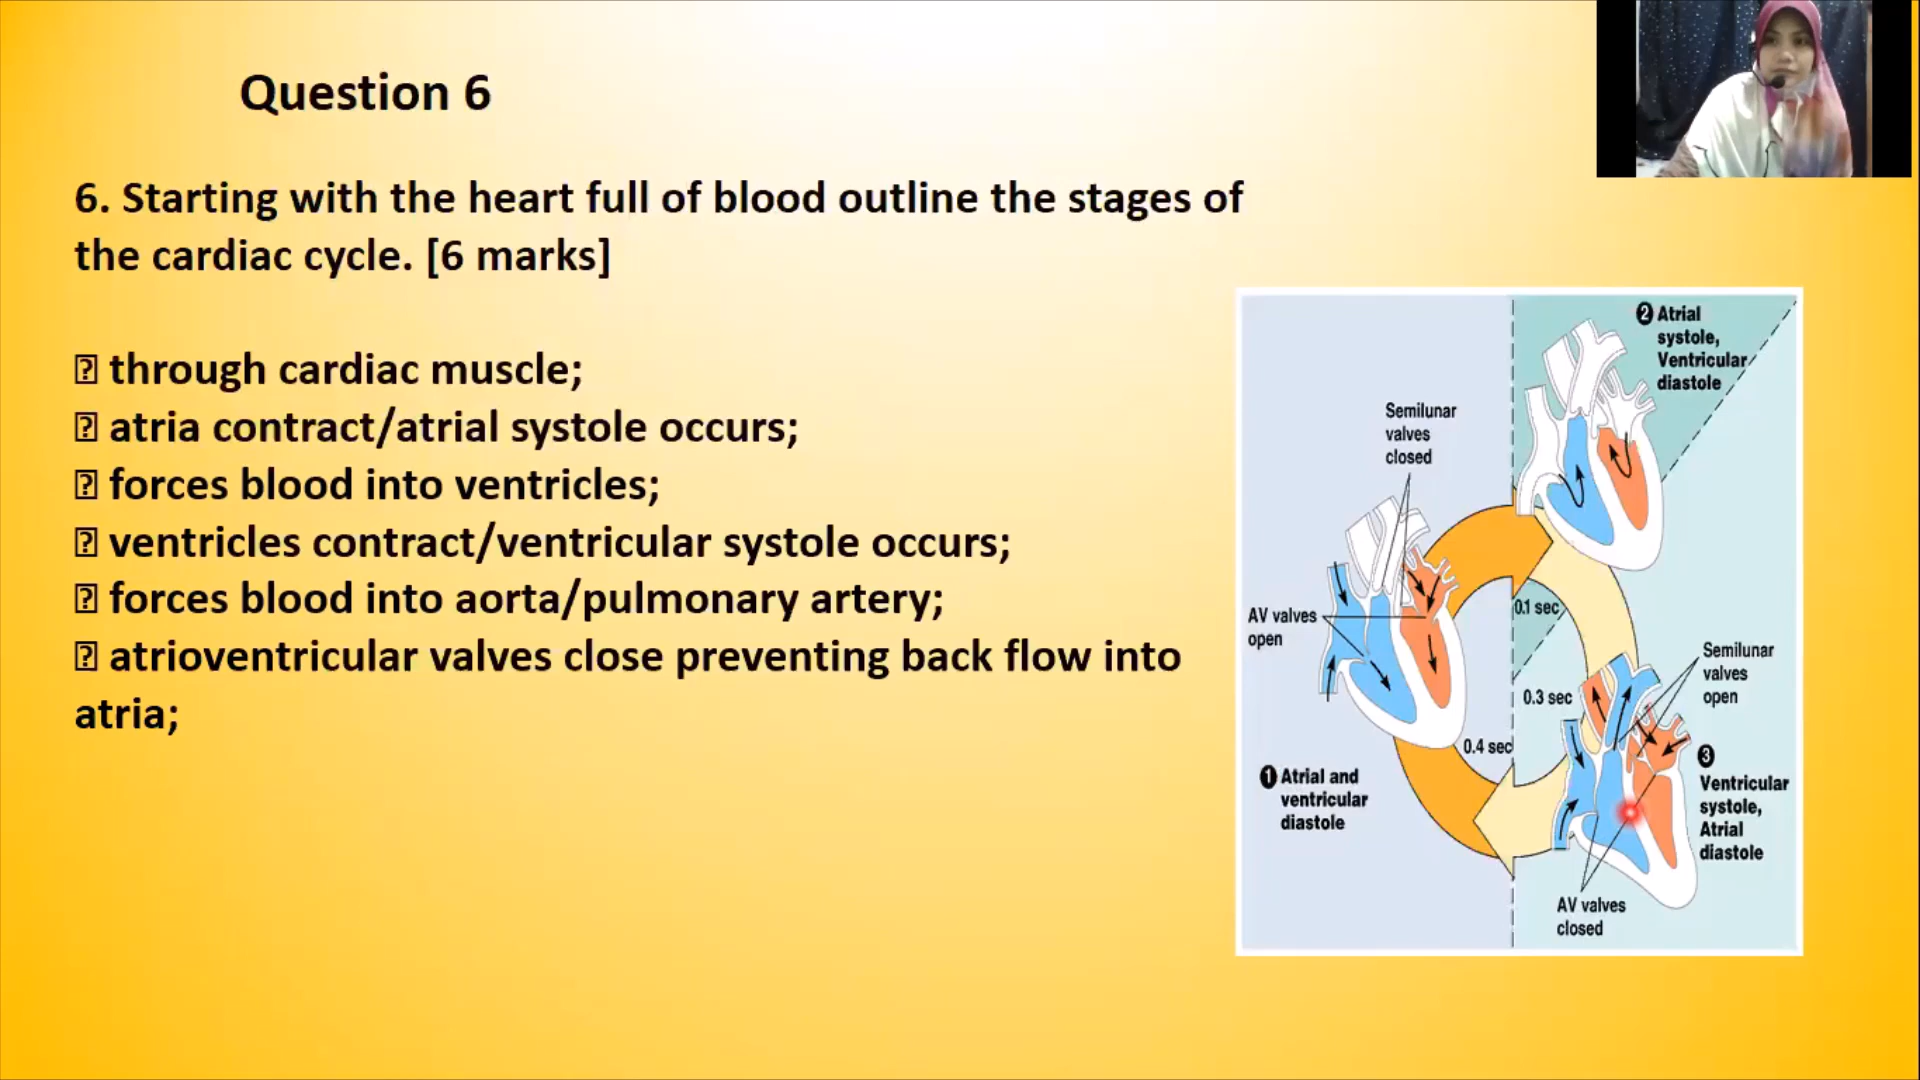 Question 6
6. Starting with the heart full of blood outline the stages of
the cardiac cycle. [6 marks]
⍰ through cardiac muscle;
⍰ atria contract/atrial systole occurs;
⍰ forces blood into ventricles;
⍰ ventricles contract/ventricular systole occurs;
⍰ forces blood into aorta/pulmonary artery;
⍰ atrioventricular valves close preventing back flow into
atria;
2 Atrial
systole,
Ventricular
diastole
Semilunar
valves
closed
AV valves
open
0.1 sec
Semilunar
valves
open
0.3 sec
0.4 sec
1 Atrial and
ventricular
diastole
3
Ventricular
systole,
Atrial
diastole
AV valves
closed